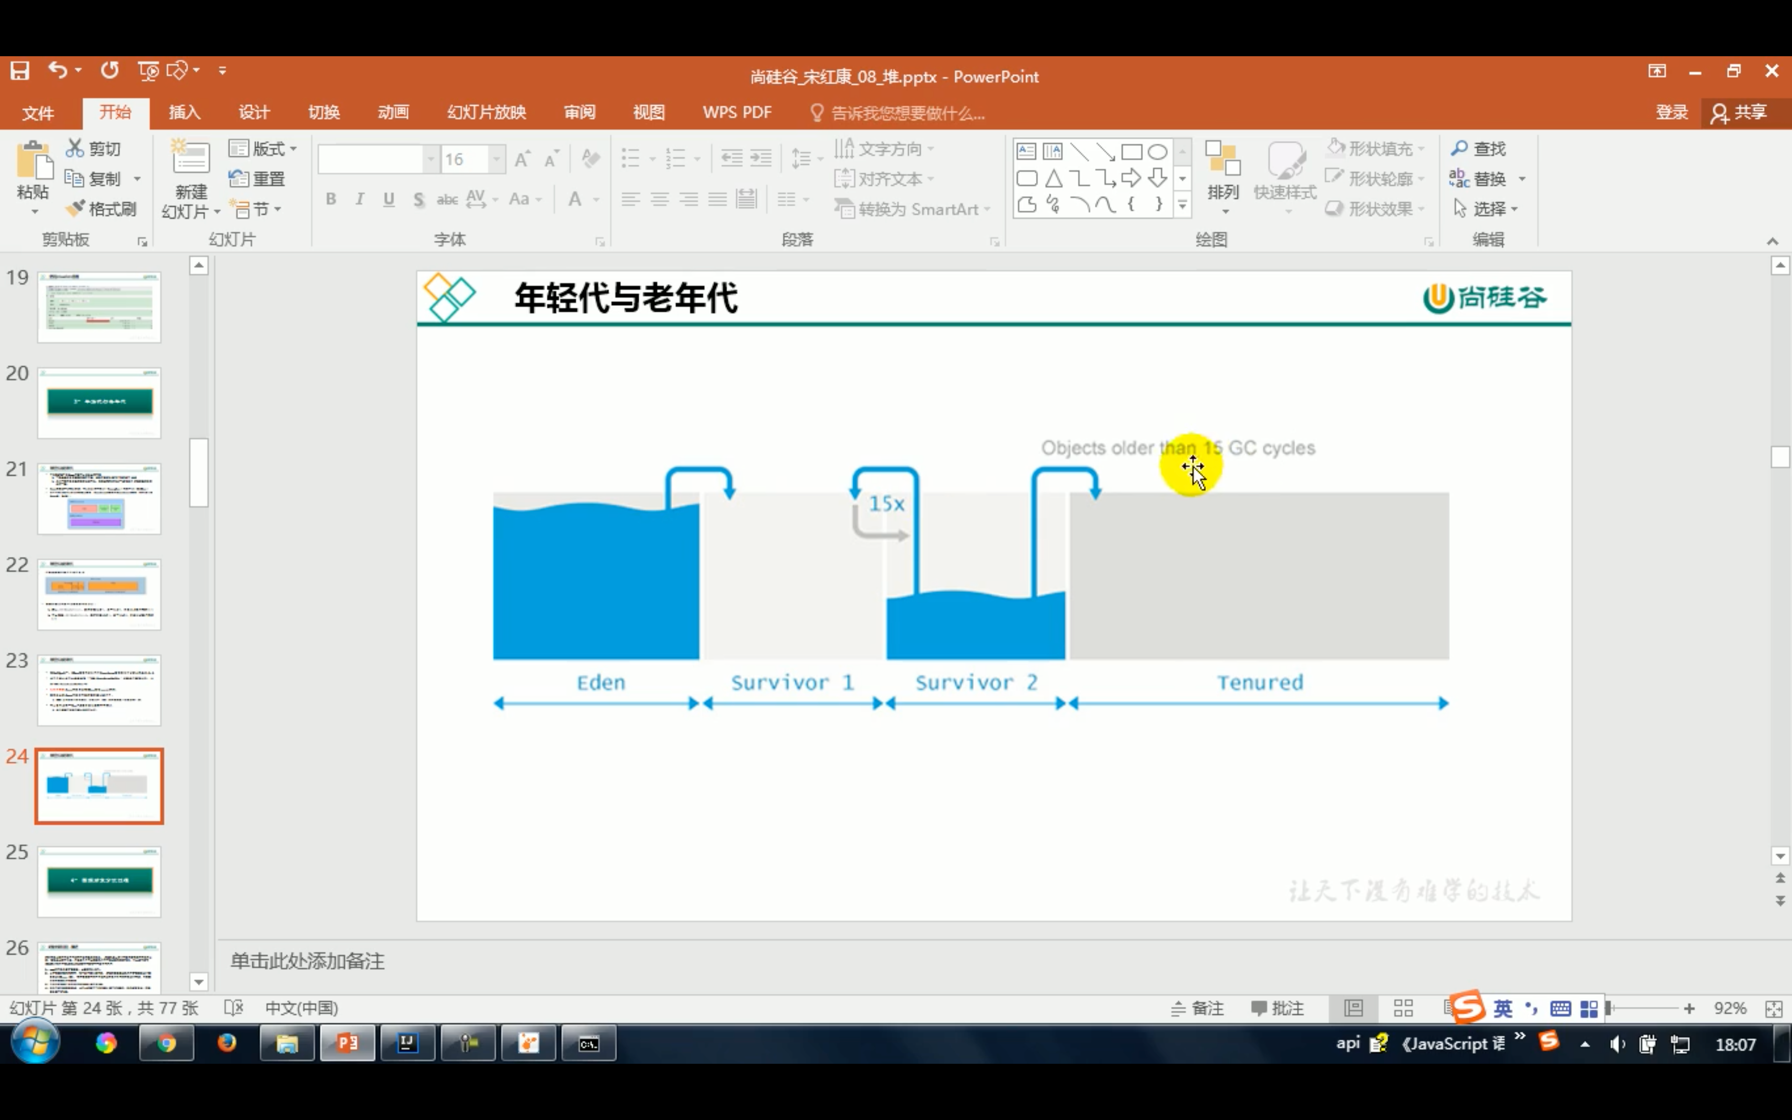 尚硅谷_宋红康_08_堆.pptx - PowerPoint
文件 开始 插入 设计 切换 动画 幻灯片放映 审阅 视图 WPS PDF 告诉我您想要做什么... 登录 共享
粘贴 剪切 复制 格式刷
剪贴板
新建 幻灯片 版式 重置 节
幻灯片
16
B I U S abc AV Aa A
字体
文字方向
对齐文本
转换为 SmartArt
段落
排列 快速样式 形状填充 形状轮廓 形状效果
绘图
查找
替换
选择
编辑
19
20
21
22
23
24
25
26
年轻代与老年代
尚硅谷
Objects older than 15 GC cycles
15x
Eden Survivor 1 Survivor 2 Tenured
让天下没有难学的技术
单击此处添加备注
幻灯片 第 24 张，共 77 张 中文(中国) 备注 批注 英 92%
api 《JavaScript 语 18:07